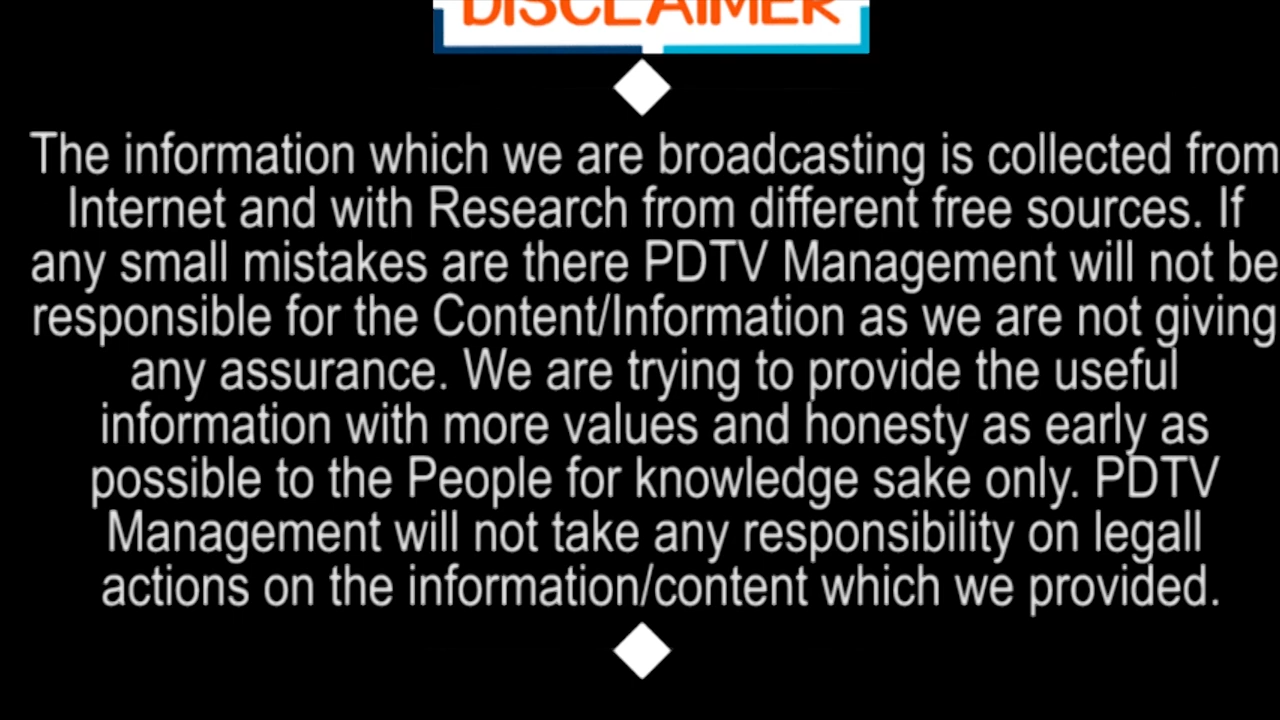 DISCLAIMER
The information which we are broadcasting is collected from
Internet and with Research from different free sources. If
any small mistakes are there PDTV Management will not be
responsible for the Content/Information as we are not giving
any assurance. We are trying to provide the useful
information with more values and honesty as early as
possible to the People for knowledge sake only. PDTV
Management will not take any responsibility on legall
actions on the information/content which we provided.